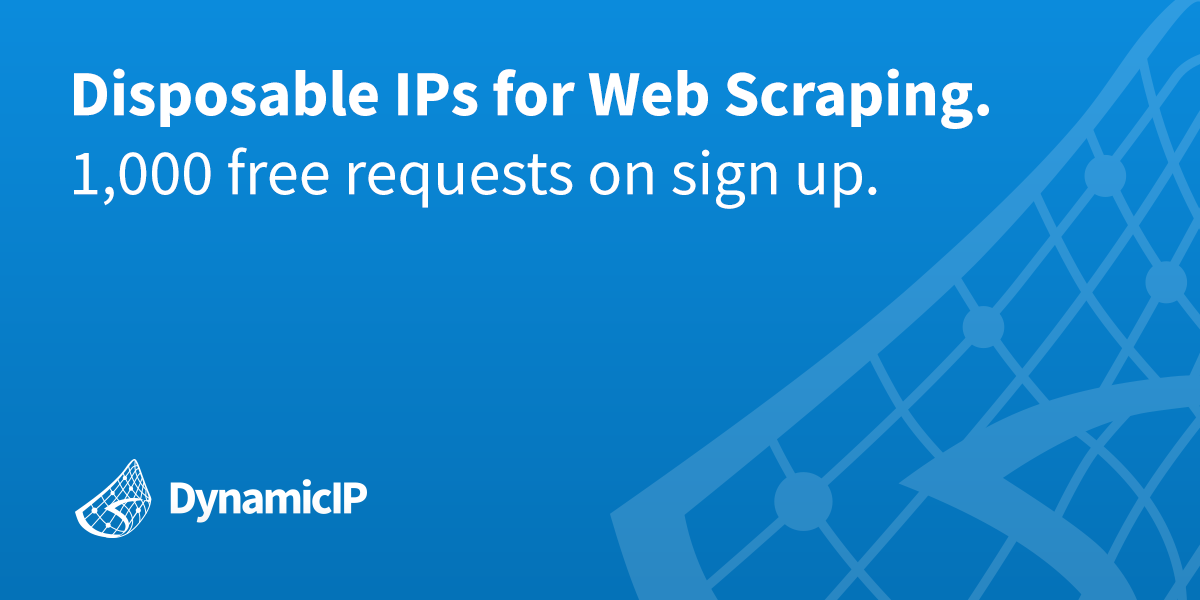 Disposable IPs for Web Scraping.
1,000 free requests on sign up.
DynamicIP